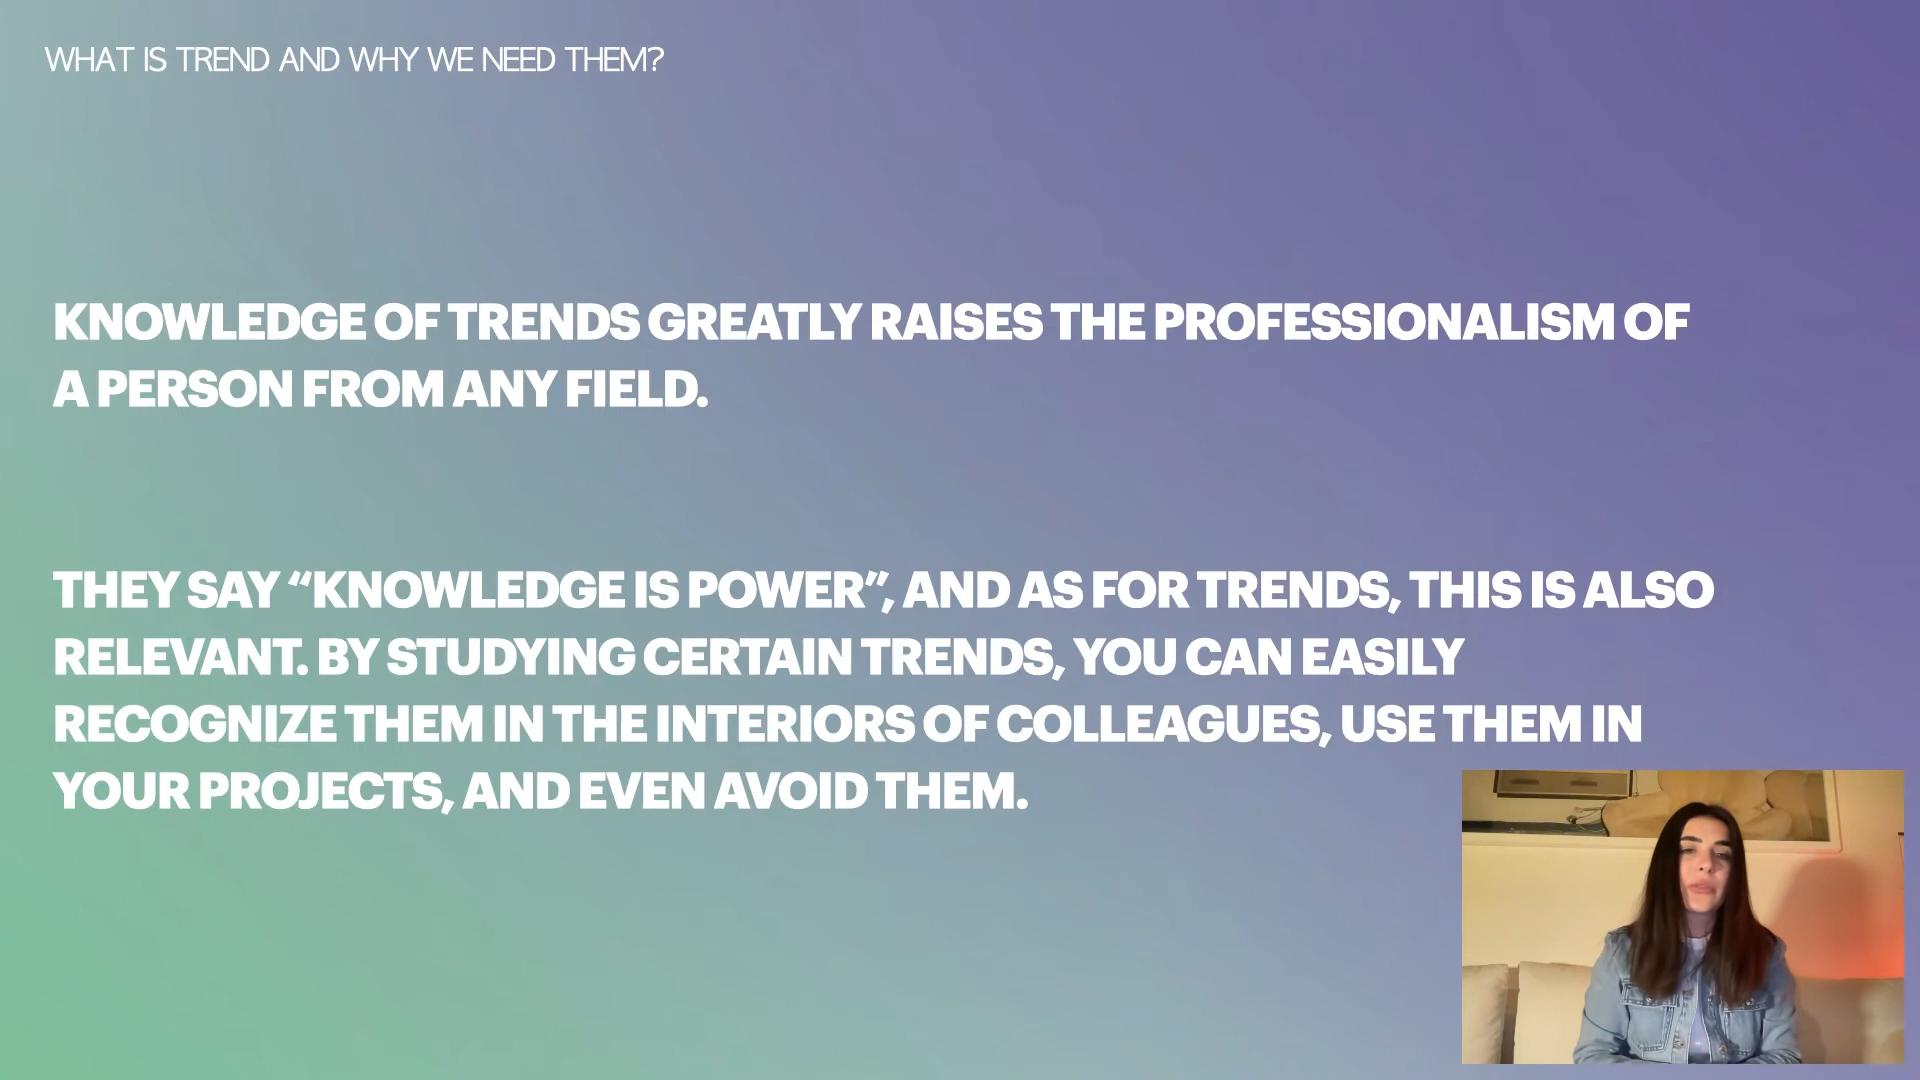 WHAT IS TREND AND WHY WE NEED THEM?
KNOWLEDGE OF TRENDS GREATLY RAISES THE PROFESSIONALISM OF
A PERSON FROM ANY FIELD.
THEY SAY “KNOWLEDGE IS POWER”, AND AS FOR TRENDS, THIS IS ALSO
RELEVANT. BY STUDYING CERTAIN TRENDS, YOU CAN EASILY
RECOGNIZE THEM IN THE INTERIORS OF COLLEAGUES, USE THEM IN
YOUR PROJECTS, AND EVEN AVOID THEM.